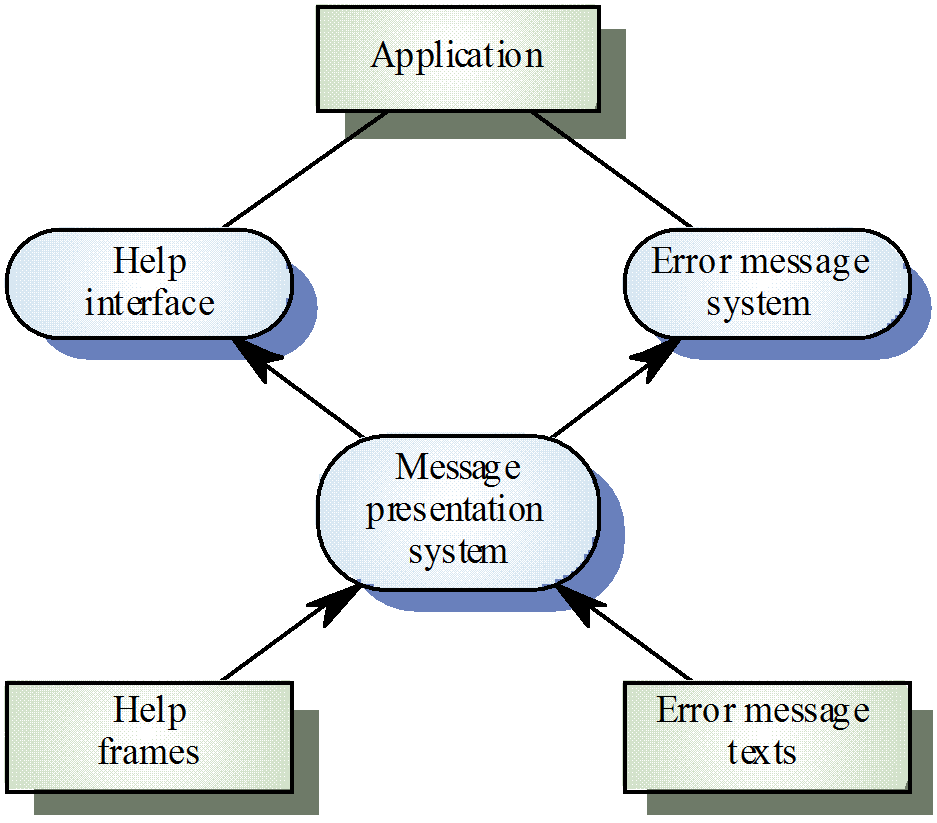 Application
Help
interface
Error message
system
Message
presentation
system
Help
frames
Error message
texts